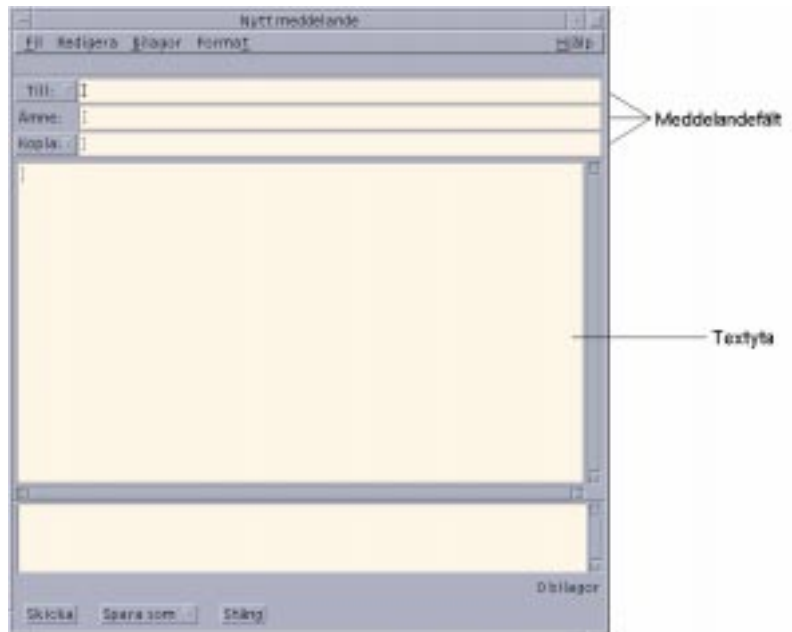 Nytt meddelande
Fil Redigera Bilagor Format Hjälp
Till:
Ämne:
Kopia:
Meddelandefält
Textyta
0 bilagor
Skicka Spara som Stäng